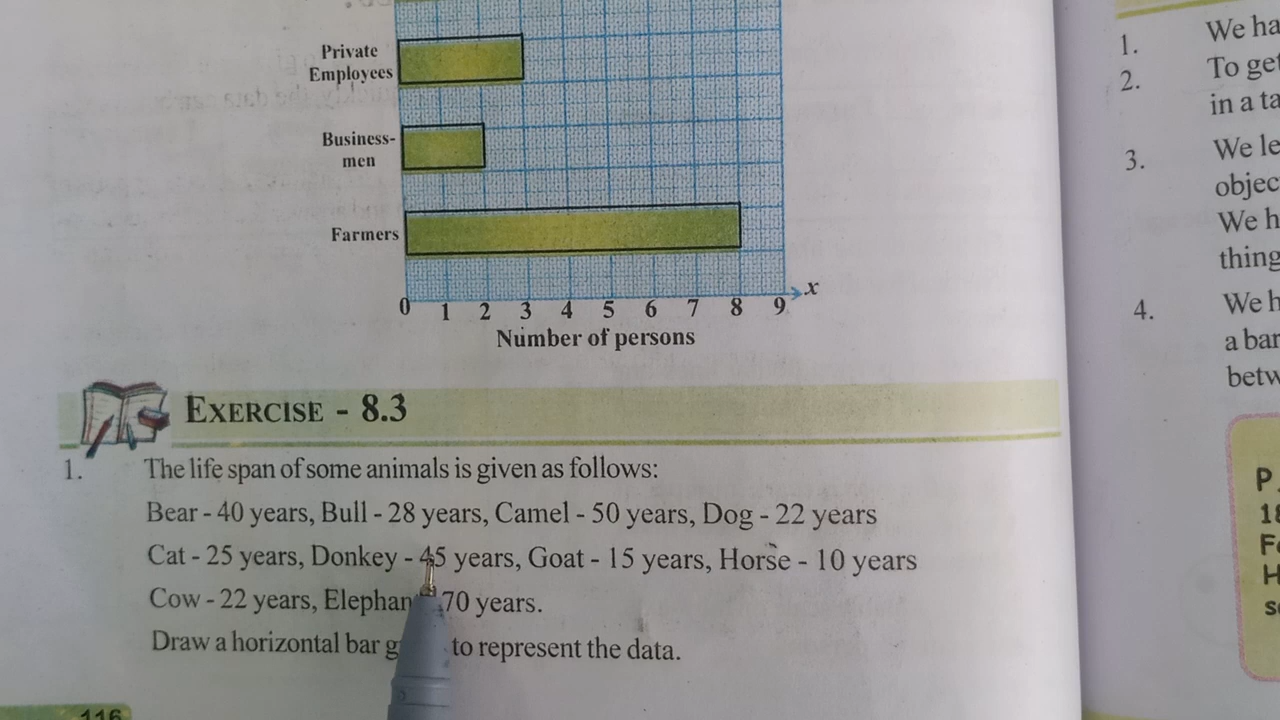 Private
Employees
Business-
men
Farmers
0 1 2 3 4 5 6 7 8 9 x
Number of persons
EXERCISE - 8.3
1. The life span of some animals is given as follows:
Bear - 40 years, Bull - 28 years, Camel - 50 years, Dog - 22 years
Cat - 25 years, Donkey - 45 years, Goat - 15 years, Horse - 10 years
Cow - 22 years, Elephan 70 years.
Draw a horizontal bar g to represent the data.
116
1. We ha
2. To get
in a ta
3. We le
objec
We h
thing
4. We h
a bar
betw
P.
18
Fe
H